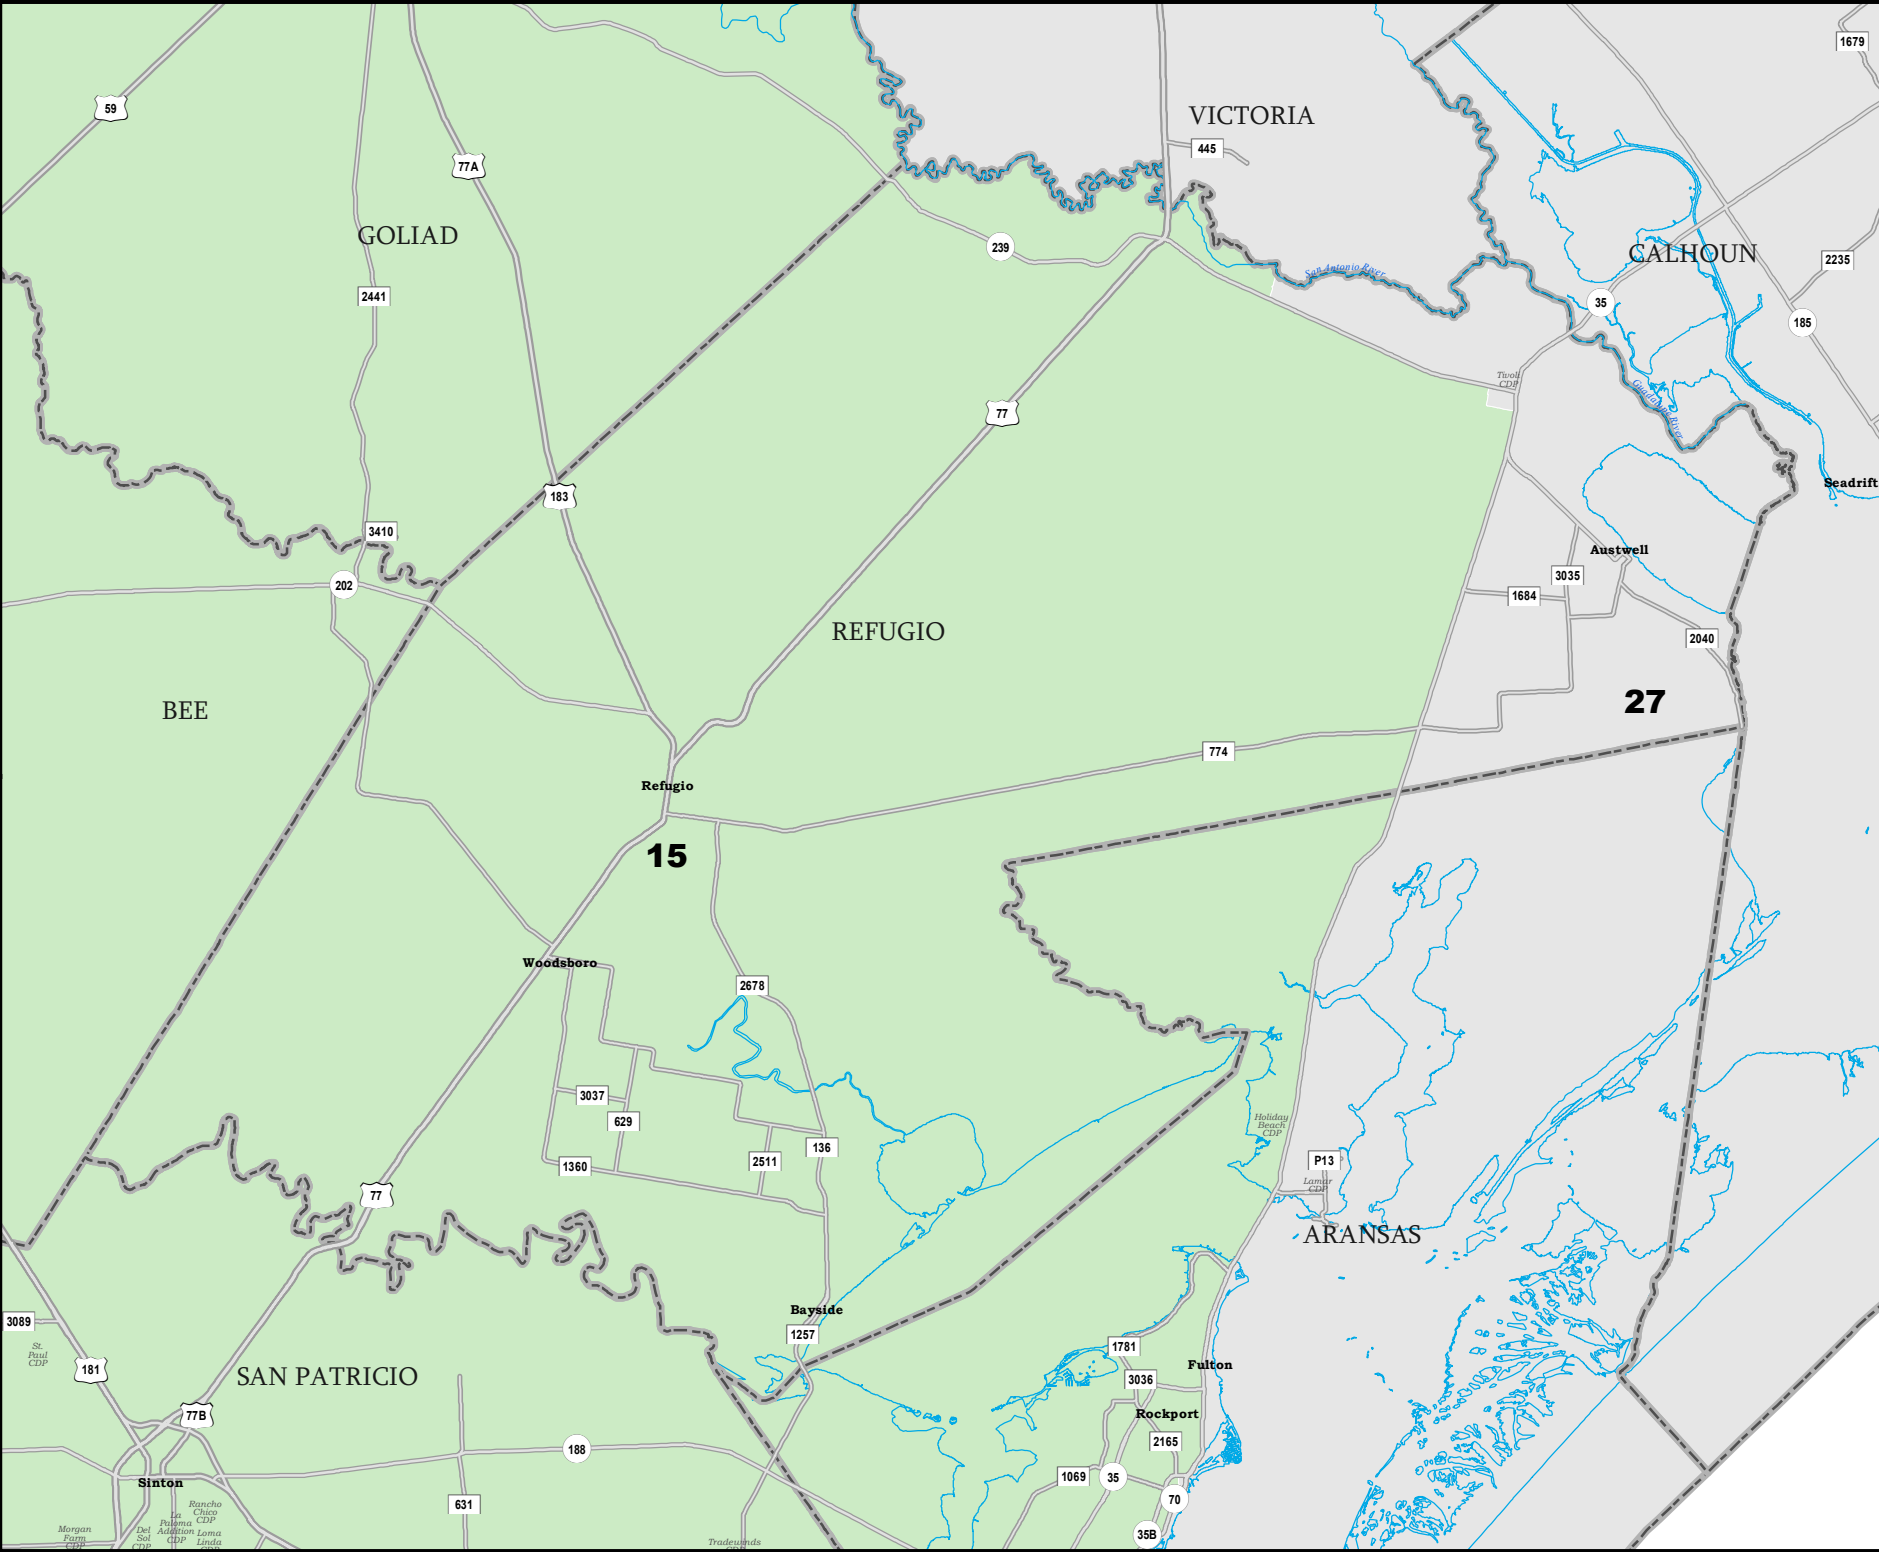 1679
59
VICTORIA
445
77A
GOLIAD
239
CALHOUN
2235
San Antonio River
2441
35
185
Tivoli
CDP
77
Guadalupe River
Seadrift
183
3410
Austwell
202
3035
1684
REFUGIO
2040
BEE
27
774
Refugio
15
Woodsboro
2678
3037
629
Holiday
Beach
CDP
136
2511
1360
P13
Lamar
CDP
77
ARANSAS
Bayside
3089
1257
1781
St.
Paul
CDP
181
SAN PATRICIO
Fulton
3036
77B
Rockport
2165
188
1069
35
Sinton
70
631
Rancho
Chico
CDP
La
Paloma
Addition
CDP
Morgan
Farm
CDP
Del
Sol
CDP
Loma
Linda
CDP
35B
Tradewinds
CDP